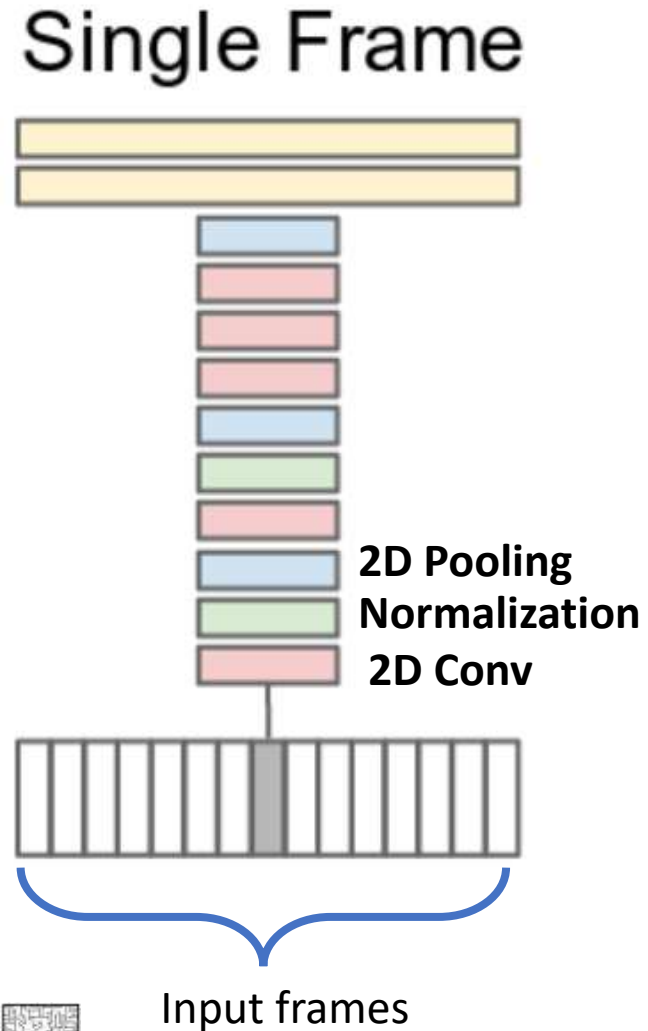 Single Frame
2D Pooling
Normalization
2D Conv
Input frames